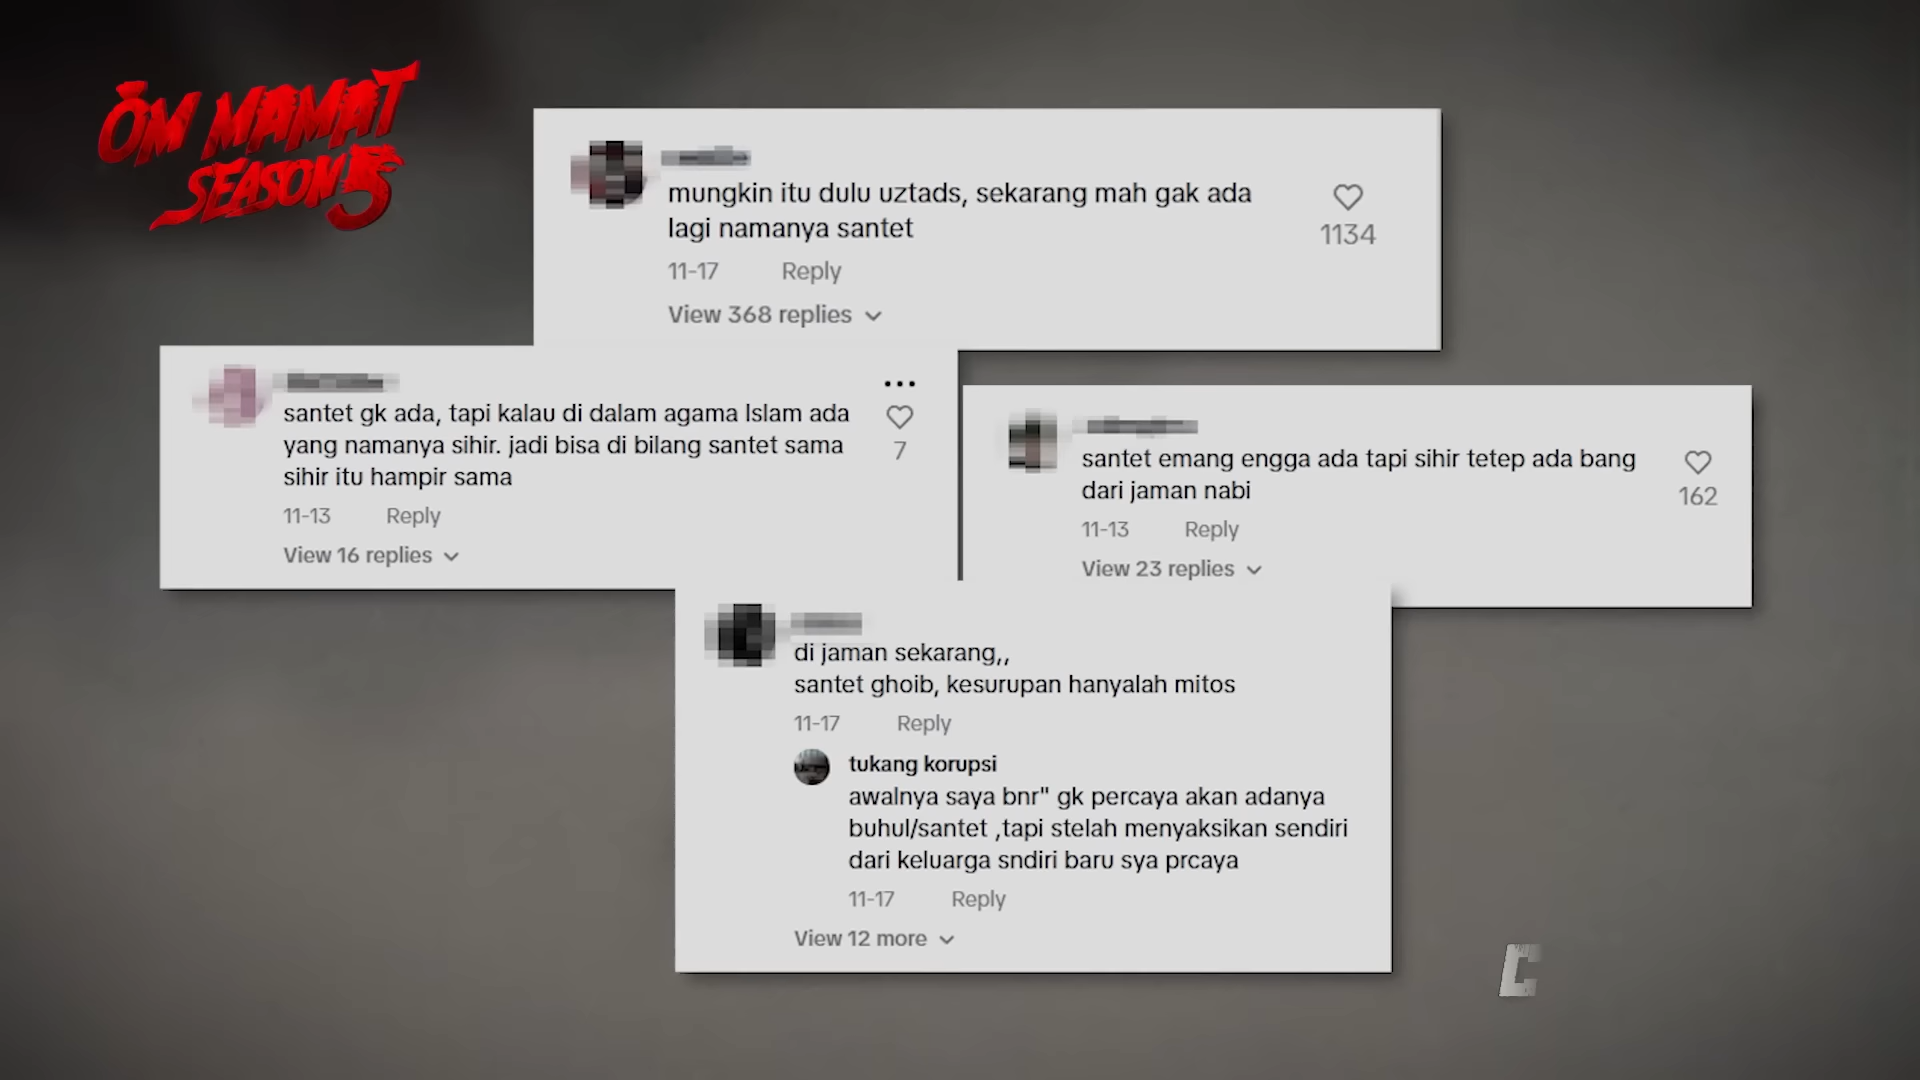 ŌM MAMAT
SEASON 5
mungkin itu dulu uztads, sekarang mah gak ada
lagi namanya santet
1134
11-17 Reply
View 368 replies
santet gk ada, tapi kalau di dalam agama Islam ada
yang namanya sihir. jadi bisa di bilang santet sama
sihir itu hampir sama
7
11-13 Reply
View 16 replies
santet emang engga ada tapi sihir tetep ada bang
dari jaman nabi
162
11-13 Reply
View 23 replies
di jaman sekarang,,
santet ghoib, kesurupan hanyalah mitos
11-17 Reply
tukang korupsi
awalnya saya bnr" gk percaya akan adanya
buhul/santet ,tapi stelah menyaksikan sendiri
dari keluarga sndiri baru sya prcaya
11-17 Reply
View 12 more
C